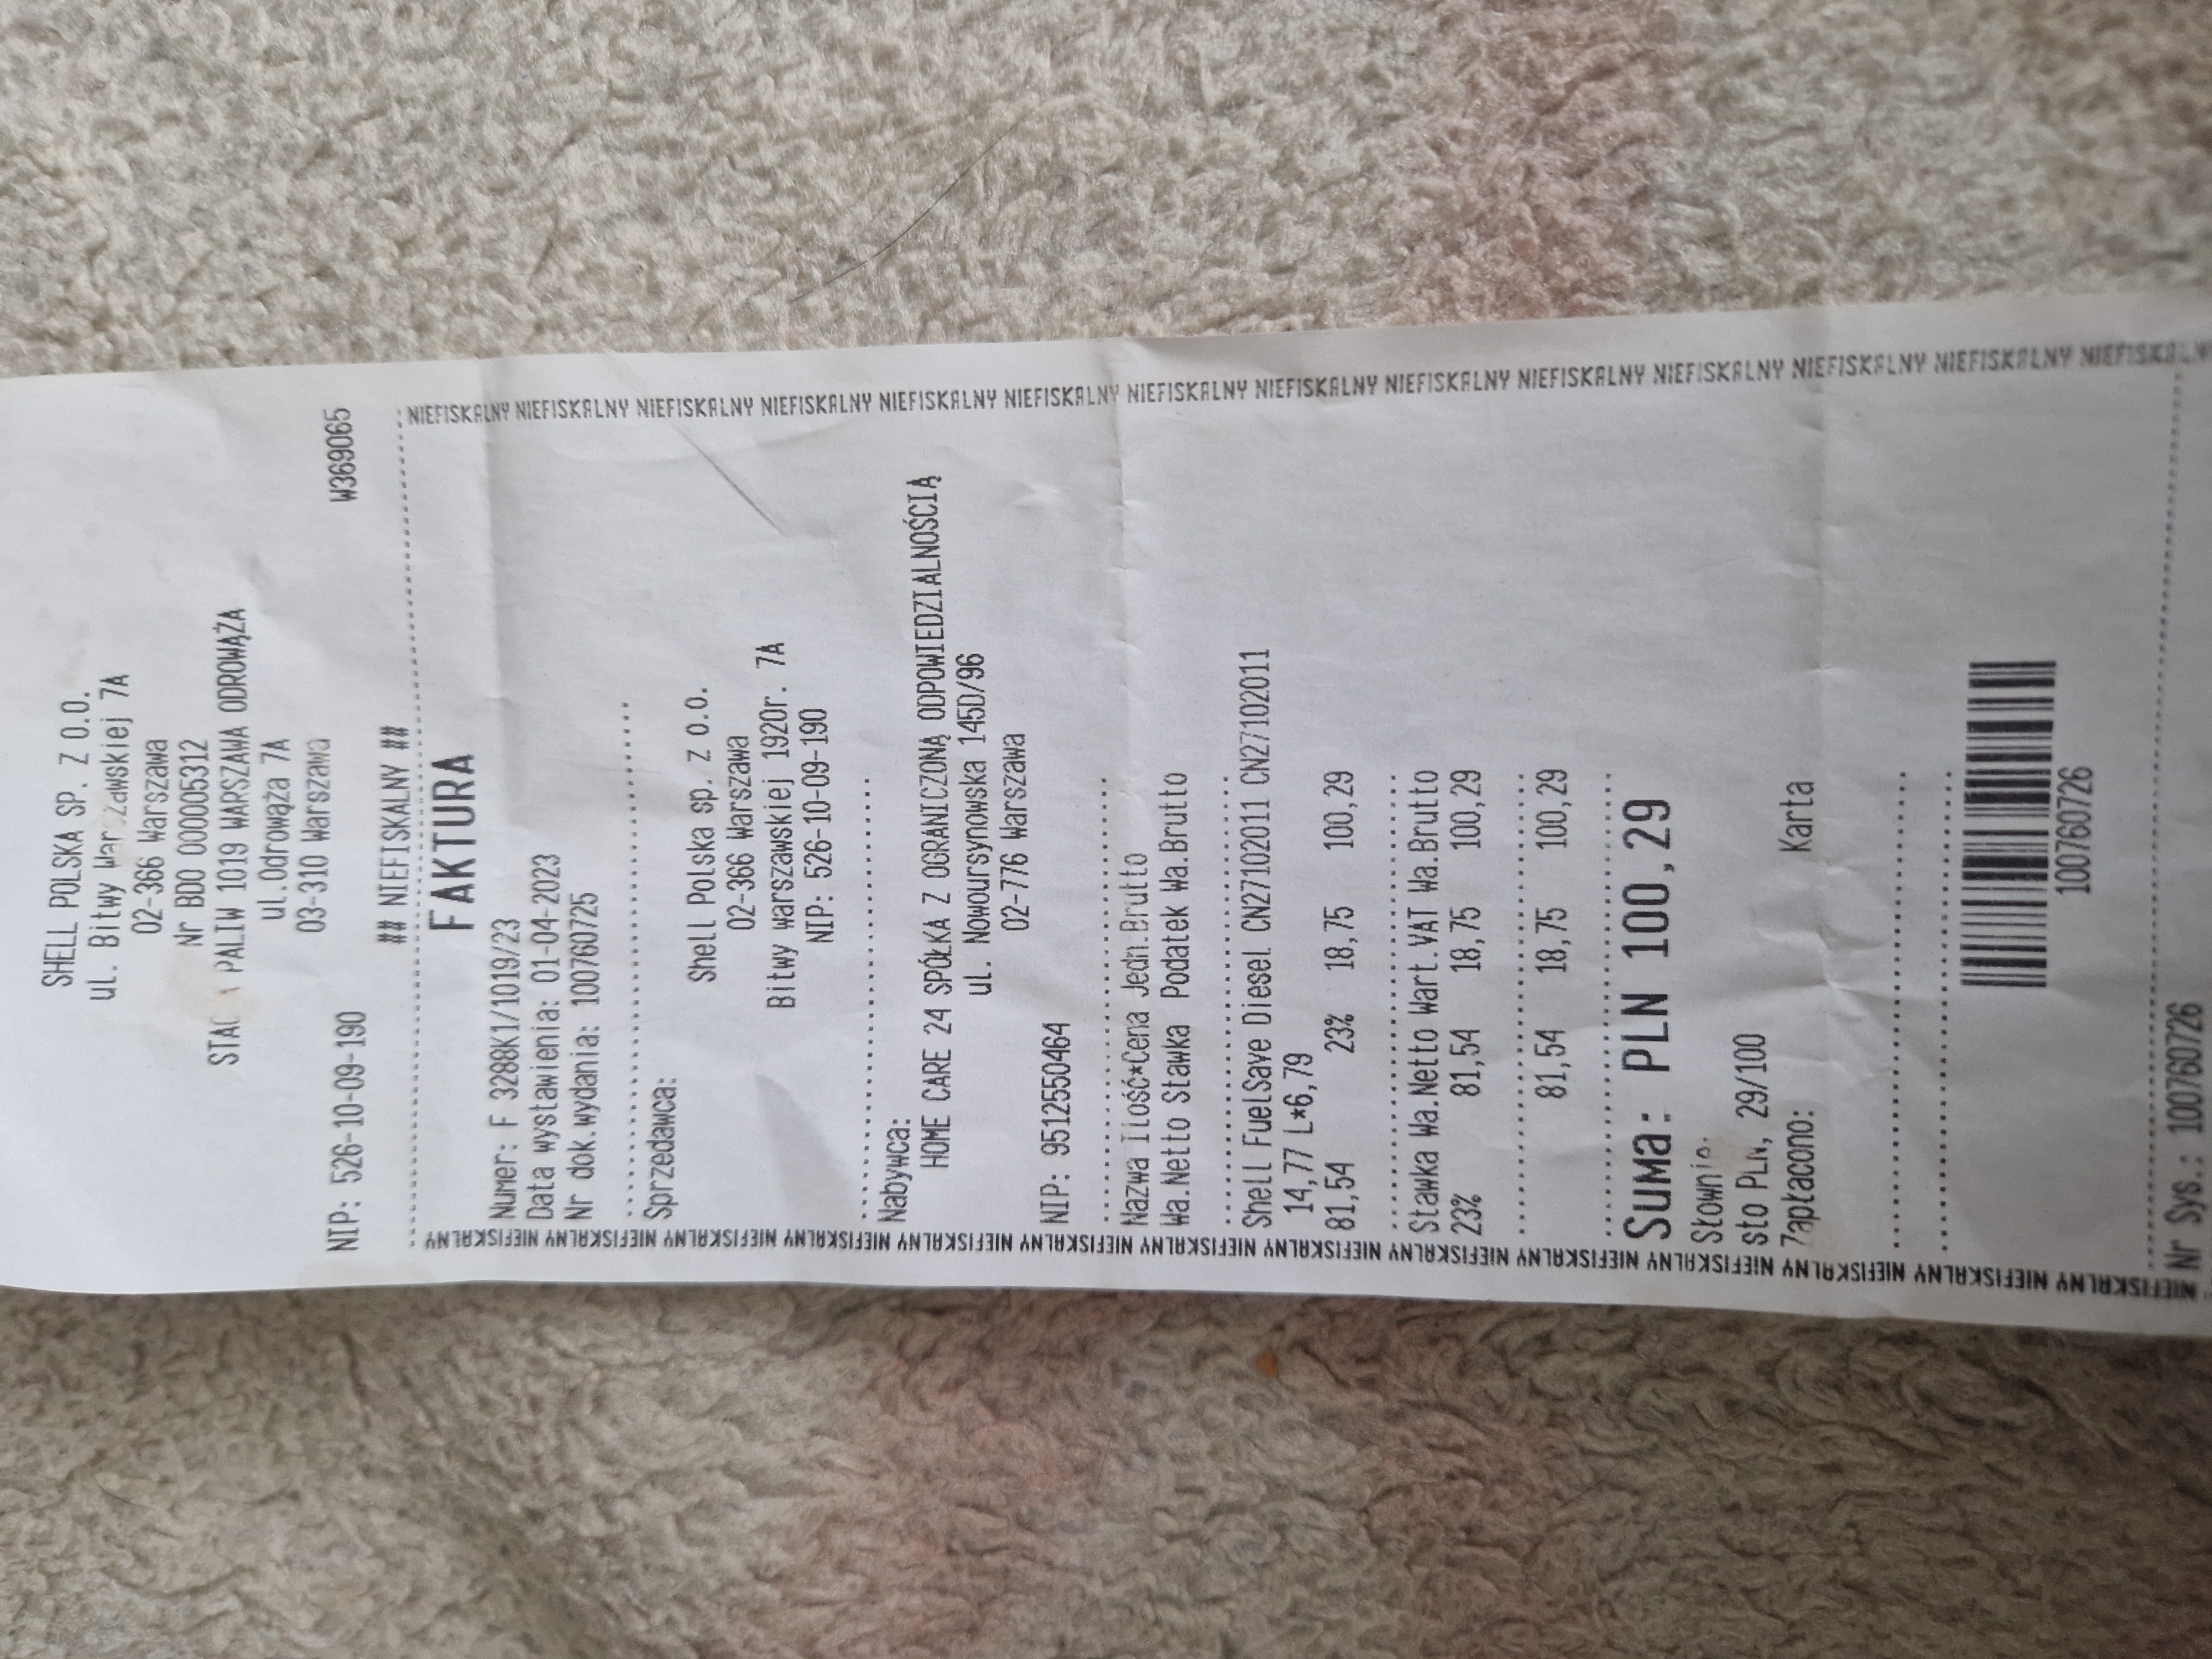 SHELL POLSKA SP. Z O.O.
ul. Bitwy Warszawskiej 7A
02-366 Warszawa
Nr BDO 000005312
PALIW 1019 WARSZAWA ODROWĄŻA
ul.Odrowąża 7A
03-310 Warszawa
NIP: 526-10-09-190 W369065
## NIEFISKALNY ##
FAKTURA
Numer: F 3288K1/1019/23
Data wystawienia: 01-04-2023
Nr dok.wydania: 100760725
Sprzedawca:
Shell Polska sp. Z o.o.
02-366 Warszawa
Bitwy warszawskiej 1920r. 7A
NIP: 526-10-09-190
Nabywca:
HOME CARE 24 SPÓŁKA Z OGRANICZONĄ ODPOWIEDZIALNOŚCIĄ
ul. Nowoursynowska 145D/96
02-776 Warszawa
NIP: 9512550464
Nazwa Ilość*Cena Jedn.Brutto
Wa.Netto Stawka Podatek Wa.Brutto
Shell FuelSave Diesel CN27102011 CN27102011
14,77 L*6,79
81,54 23% 18,75 100,29
Stawka Wa.Netto Wart.VAT Wa.Brutto
23% 81,54 18,75 100,29
81,54 18,75 100,29
Suma: PLN 100,29
Słownie:
sto PLN, 29/100
Zapłacono: Karta
100760726
Nr Sys.: 100760726
NIEFISKALNY NIEFISKALNY NIEFISKALNY NIEFISKALNY NIEFISKALNY NIEFISKALNY NIEFISKALNY NIEFISKALNY NIEFISKALNY NIEFISKALNY NIEFISKALNY NIEFISKALNY NIEFISKALNY NIEFISKALNY
NIEFISKALNY NIEFISKALNY NIEFISKALNY NIEFISKALNY NIEFISKALNY NIEFISKALNY NIEFISKALNY NIEFISKALNY NIEFISKALNY NIEFISKALNY NIEFISKALNY NIEFISKALNY NIEFISKALNY NIEFISKALNY